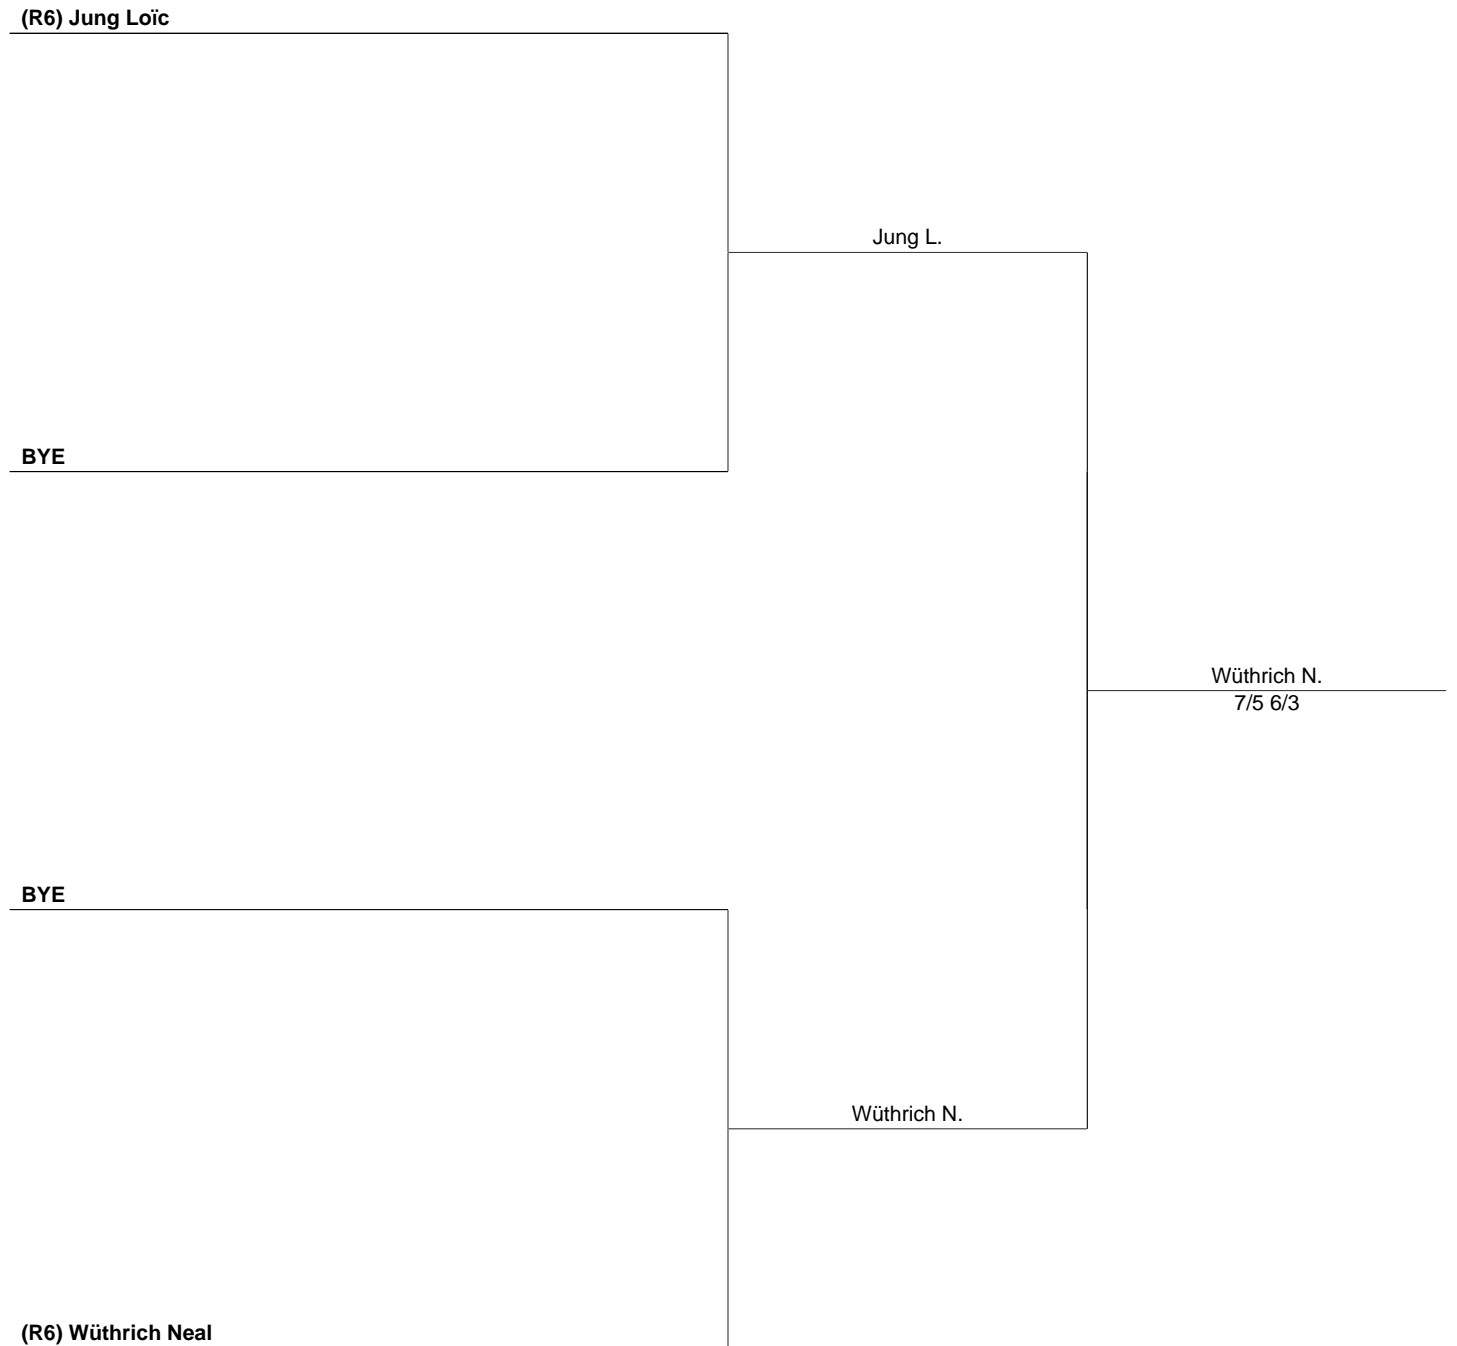 (R6) Jung Loïc
Jung L.
BYE
Wüthrich N.
7/5 6/3
BYE
Wüthrich N.
(R6) Wüthrich Neal